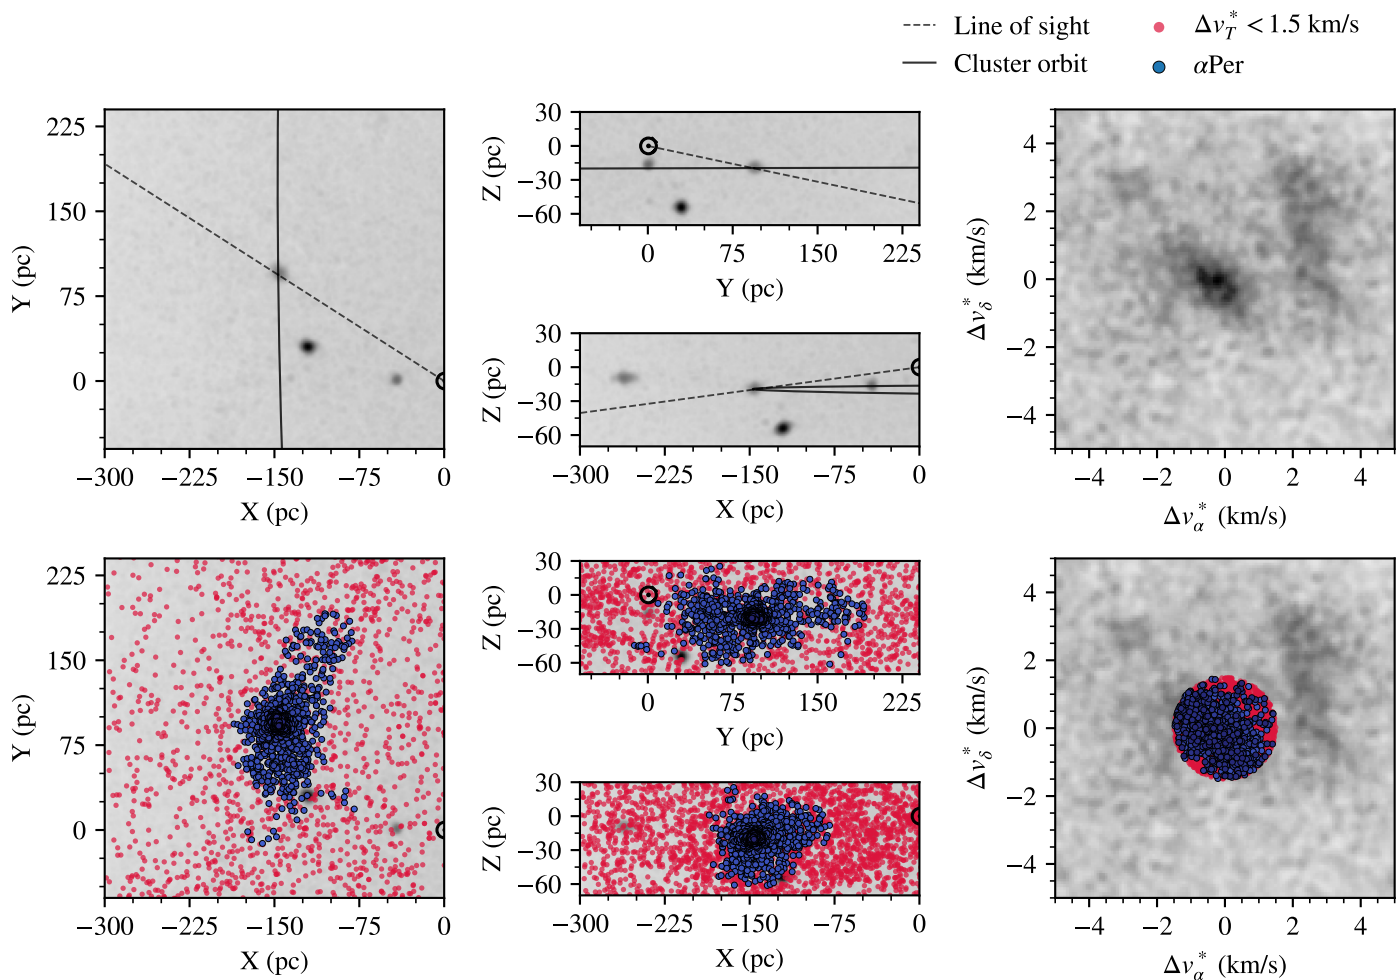 Line of sight
Δv*T < 1.5 km/s
Cluster orbit
αPer
225
150
75
0
Y (pc)
−300 −225 −150 −75 0
X (pc)
30
0
−30
−60
Z (pc)
0 75 150 225
Y (pc)
30
0
−30
−60
Z (pc)
−300 −225 −150 −75 0
X (pc)
4
2
0
−2
−4
Δv*δ (km/s)
−4 −2 0 2 4
Δv*α (km/s)
225
150
75
0
Y (pc)
−300 −225 −150 −75 0
X (pc)
30
0
−30
−60
Z (pc)
0 75 150 225
Y (pc)
30
0
−30
−60
Z (pc)
−300 −225 −150 −75 0
X (pc)
4
2
0
−2
−4
Δv*δ (km/s)
−4 −2 0 2 4
Δv*α (km/s)